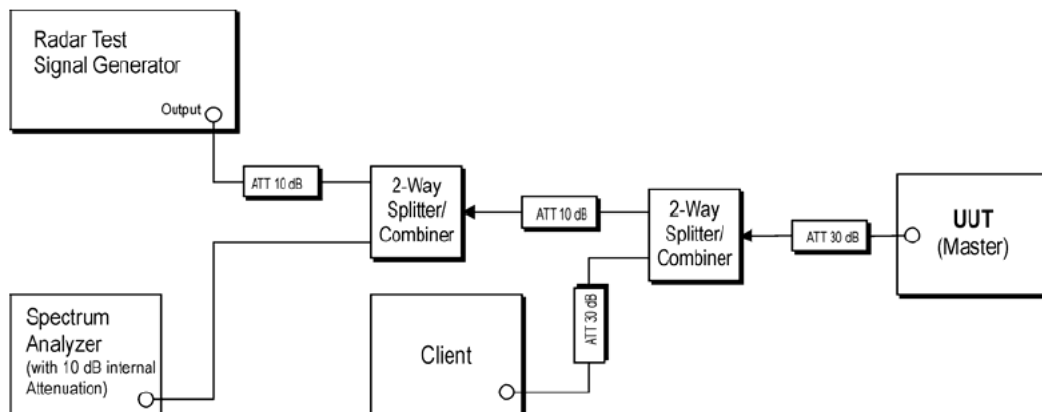 Radar Test
Signal Generator
Output
ATT 10 dB
2-Way
Splitter/
Combiner
ATT 10 dB
2-Way
Splitter/
Combiner
ATT 30 dB
UUT
(Master)
Spectrum
Analyzer
(with 10 dB internal
Attenuation)
Client
ATT 30 dB